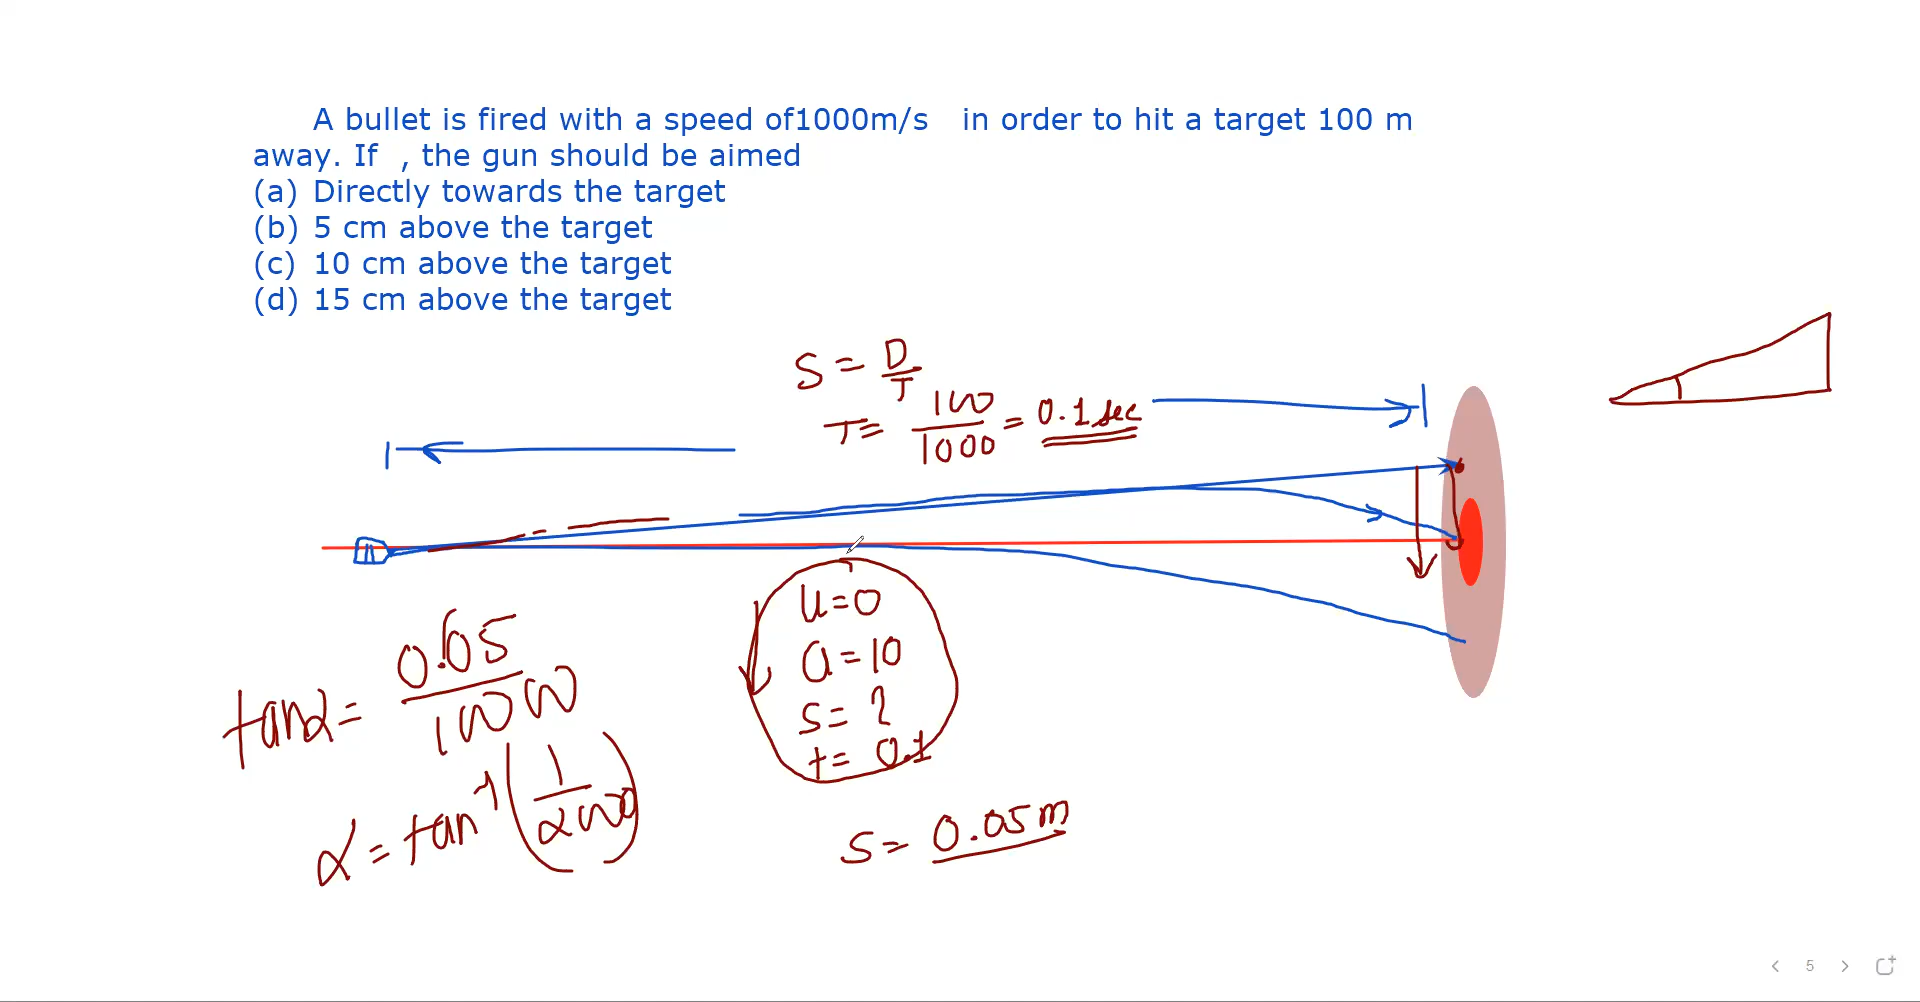 A bullet is fired with a speed of1000m/s in order to hit a target 100 m
away. If , the gun should be aimed
(a) Directly towards the target
(b) 5 cm above the target
(c) 10 cm above the target
(d) 15 cm above the target
S = D/T
T = 100/1000 = 0.1 sec
u=0
a=10
s= ?
t= 0.1
s= 0.05 m
tanα = 0.05/100
α = tan⁻¹(1/2000)
5